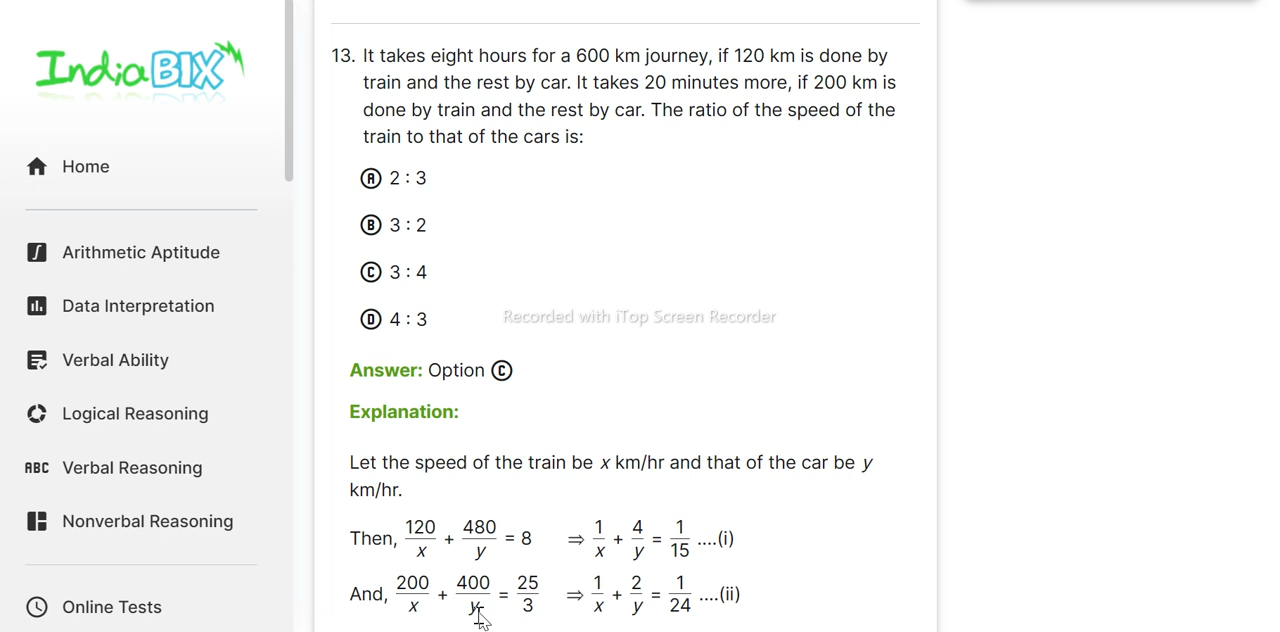 IndiaBIX
Home
Arithmetic Aptitude
Data Interpretation
Verbal Ability
Logical Reasoning
ABC Verbal Reasoning
Nonverbal Reasoning
Online Tests
13. It takes eight hours for a 600 km journey, if 120 km is done by
train and the rest by car. It takes 20 minutes more, if 200 km is
done by train and the rest by car. The ratio of the speed of the
train to that of the cars is:
A 2 : 3
B 3 : 2
C 3 : 4
D 4 : 3
Recorded with iTop Screen Recorder
Answer: Option C
Explanation:
Let the speed of the train be x km/hr and that of the car be y
km/hr.
Then, 120/x + 480/y = 8 ⇒ 1/x + 4/y = 1/15 ....(i)
And, 200/x + 400/y = 25/3 ⇒ 1/x + 2/y = 1/24 ....(ii)